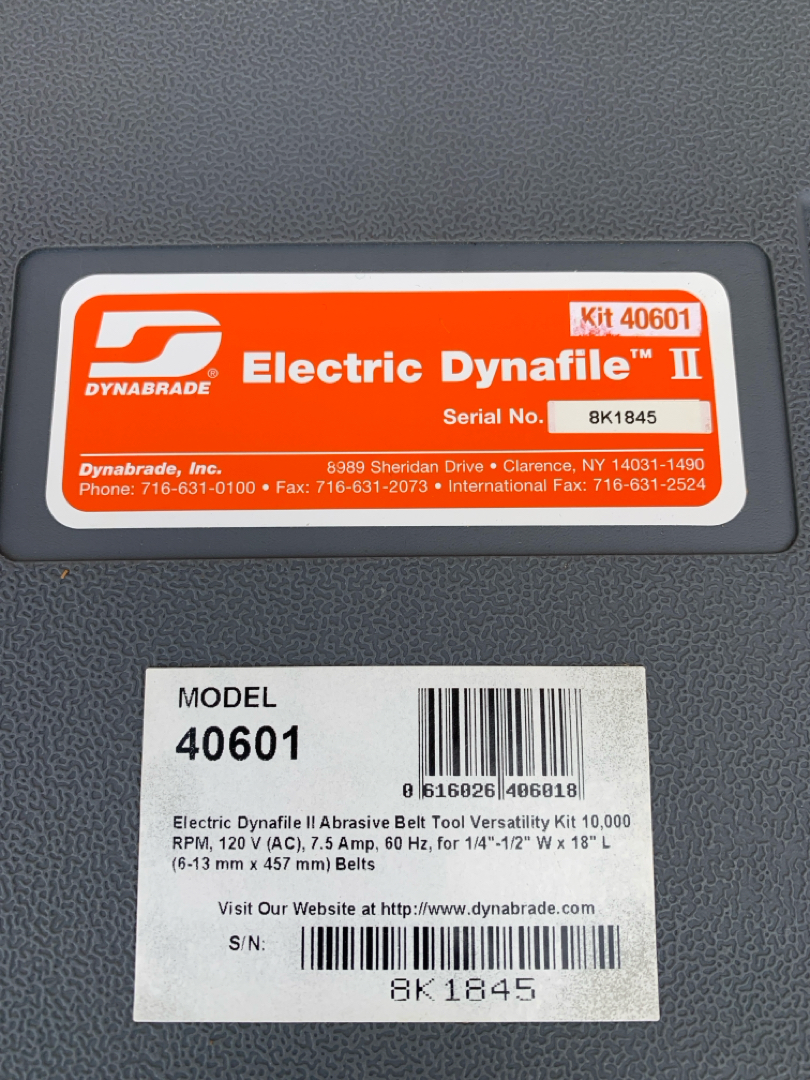 Kit 40601
DYNABRADE®
Electric Dynafile™ II
Serial No. 8K1845
Dynabrade, Inc. 8989 Sheridan Drive • Clarence, NY 14031-1490
Phone: 716-631-0100 • Fax: 716-631-2073 • International Fax: 716-631-2524
MODEL
40601
0 616026 406018
Electric Dynafile II Abrasive Belt Tool Versatility Kit 10,000
RPM, 120 V (AC), 7.5 Amp, 60 Hz, for 1/4"-1/2" W x 18" L
(6-13 mm x 457 mm) Belts
Visit Our Website at http://www.dynabrade.com
S/N:
8K1845